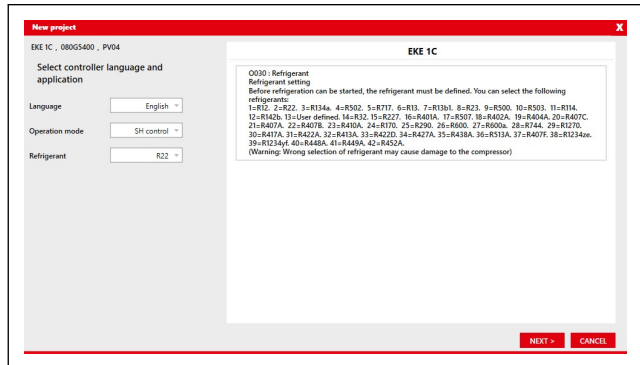 New project
X
EKE 1C , 080G5400 , PV04
Select controller language and
application
Language
English
Operation mode
SH control
Refrigerant
R22
EKE 1C
O030 : Refrigerant
Refrigerant setting
Before refrigeration can be started, the refrigerant must be defined. You can select the following
refrigerants:
1=R12. 2=R22. 3=R134a. 4=R502. 5=R717. 6=R13. 7=R13b1. 8=R23. 9=R500. 10=R503. 11=R114.
12=R142b. 13=User defined. 14=R32. 15=R227. 16=R401A. 17=R507. 18=R402A. 19=R404A. 20=R407C.
21=R407A. 22=R407B. 23=R410A. 24=R170. 25=R290. 26=R600. 27=R600a. 28=R744. 29=R1270.
30=R417A. 31=R422A. 32=R413A. 33=R422D. 34=R427A. 35=R438A. 36=R513A. 37=R407F. 38=R1234ze.
39=R1234yf. 40=R448A. 41=R449A. 42=R452A.
(Warning: Wrong selection of refrigerant may cause damage to the compressor)
NEXT >
CANCEL